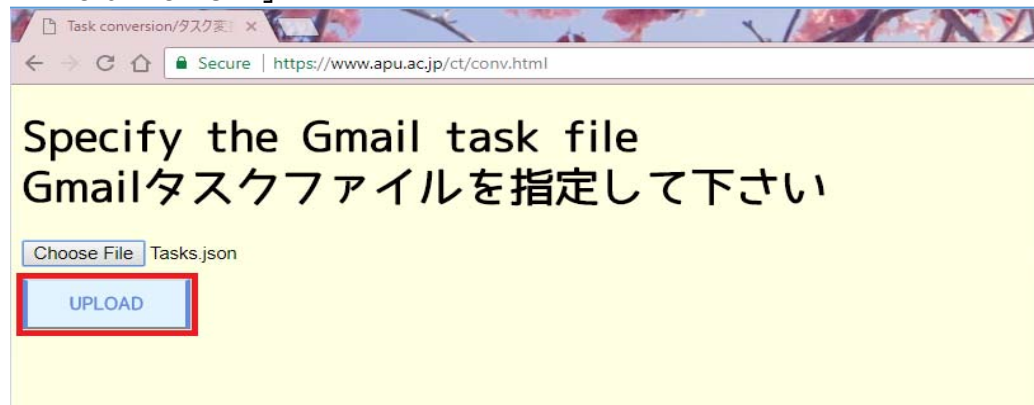 Task conversion/タスク変
Secure | https://www.apu.ac.jp/ct/conv.html
Specify the Gmail task file
Gmailタスクファイルを指定して下さい
Choose File Tasks.json
UPLOAD